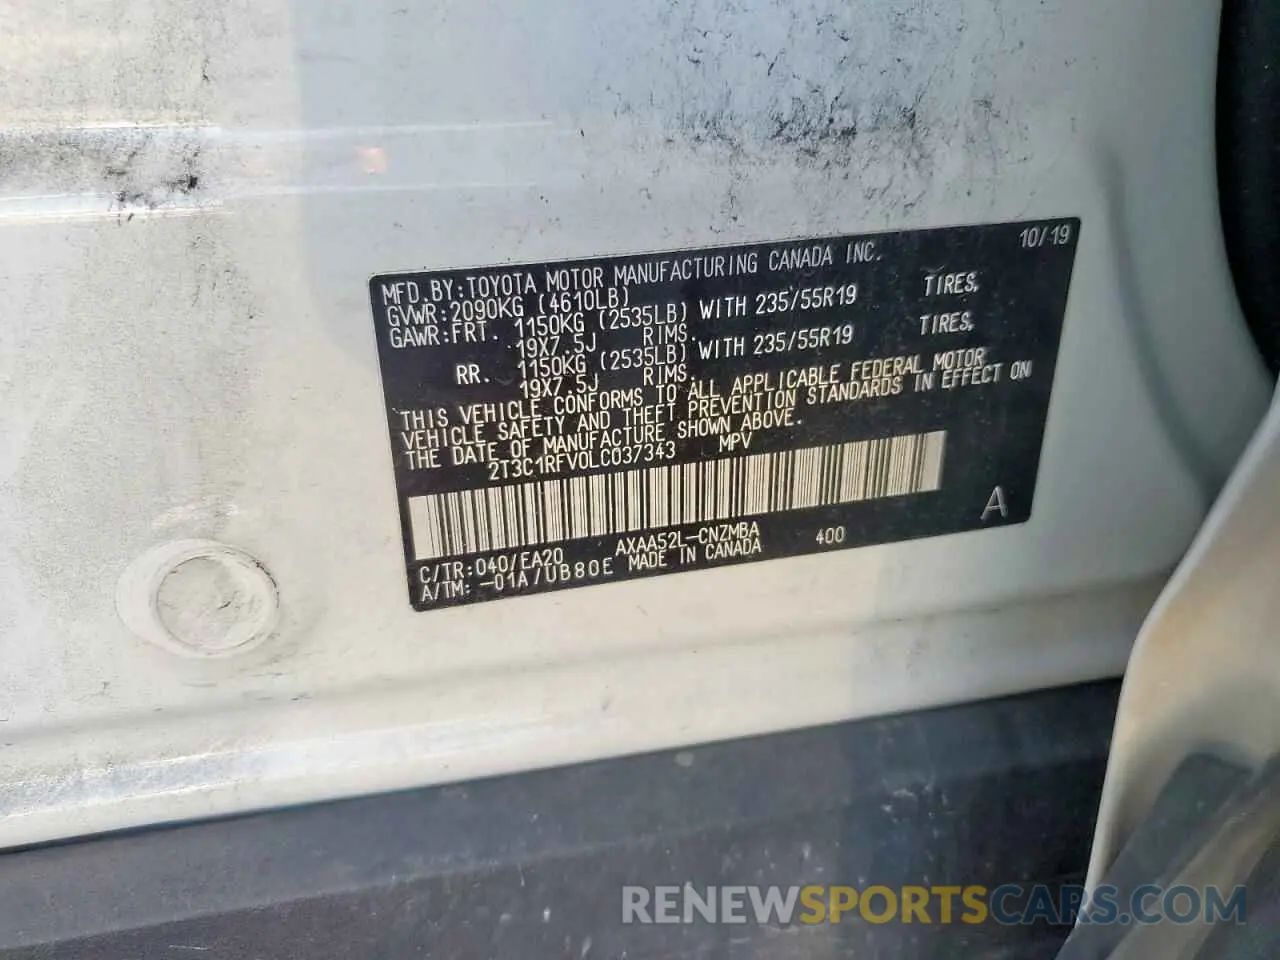 MFD.BY:TOYOTA MOTOR MANUFACTURING CANADA INC. 10/19
GVWR:2090KG (4610LB)
GAWR:FRT. 1150KG (2535LB) WITH 235/55R19 TIRES,
19X7.5J RIMS.
RR. 1150KG (2535LB) WITH 235/55R19 TIRES,
19X7.5J RIMS.
THIS VEHICLE CONFORMS TO ALL APPLICABLE FEDERAL MOTOR
VEHICLE SAFETY AND THEFT PREVENTION STANDARDS IN EFFECT ON
THE DATE OF MANUFACTURE SHOWN ABOVE.
2T3C1RFV0LC037343 MPV
A
C/TR:040/EA20 AXAA52L-CNZMBA 400
A/TM:-01A/UB80E MADE IN CANADA
RENEWSPORTSCARS.COM